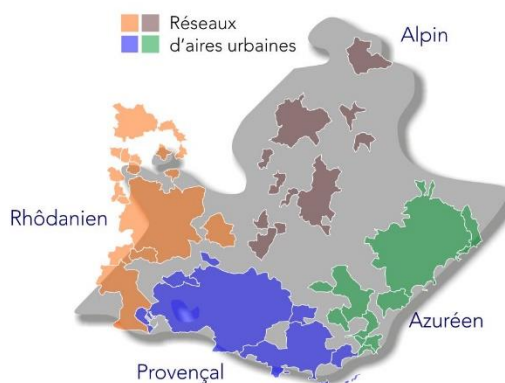 Réseaux
d'aires urbaines
Alpin
Rhôdanien
Azuréen
Provençal